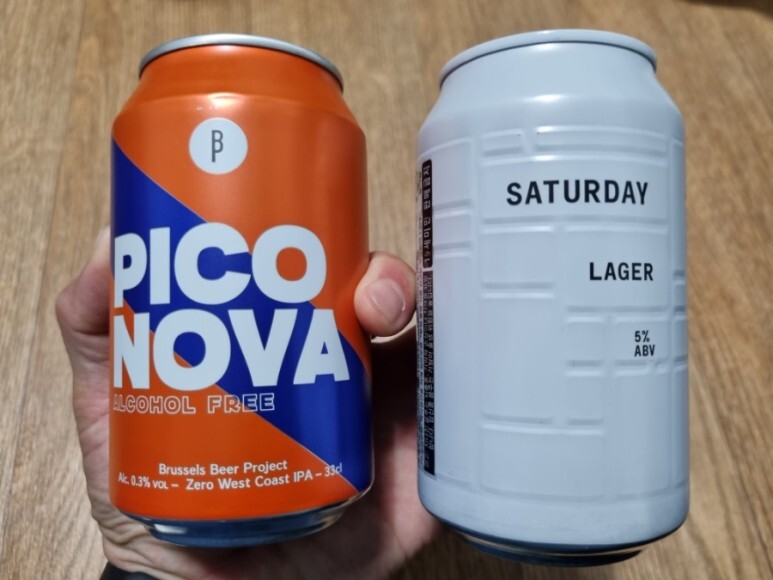 PICO
NOVA
ALCOHOL FREE
Brussels Beer Project
Alc. 0.3% VOL – Zero West Coast IPA – 33cl
SATURDAY
LAGER
5%
ABV